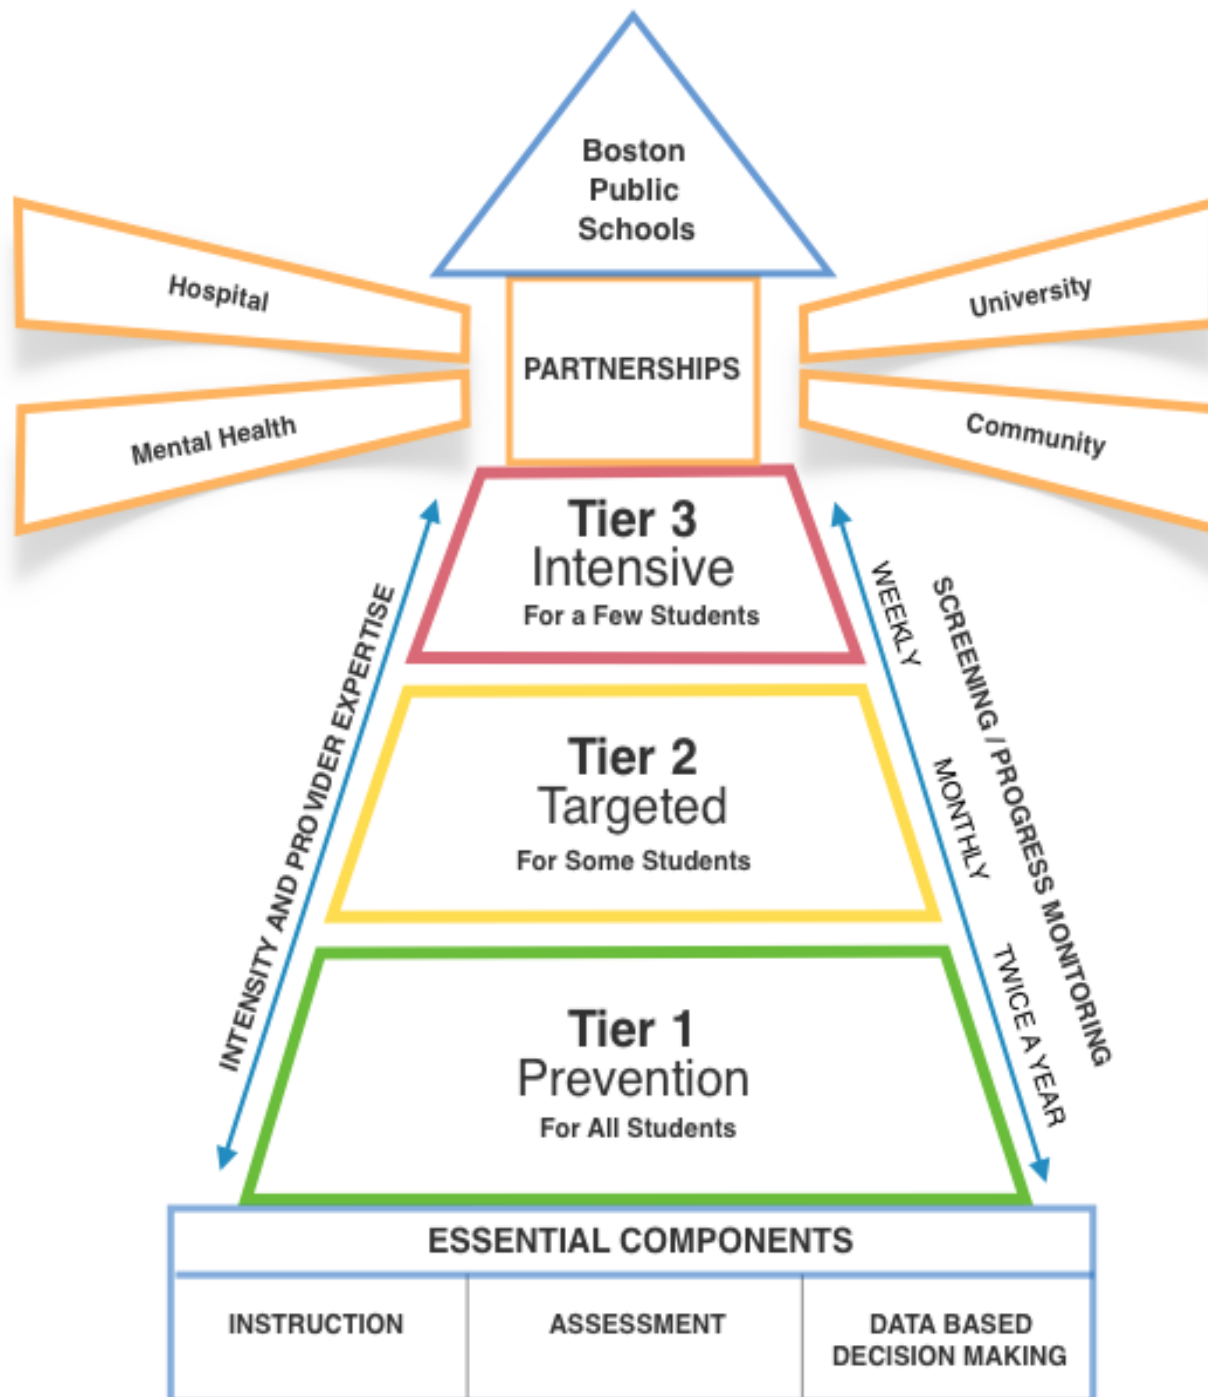 Boston
Public
Schools
Hospital
University
PARTNERSHIPS
Mental Health
Community
Tier 3
Intensive
For a Few Students
INTENSITY AND PROVIDER EXPERTISE
WEEKLY
SCREENING / PROGRESS MONITORING
Tier 2
Targeted
For Some Students
MONTHLY
Tier 1
Prevention
For All Students
TWICE A YEAR
ESSENTIAL COMPONENTS
INSTRUCTION
ASSESSMENT
DATA BASED
DECISION MAKING